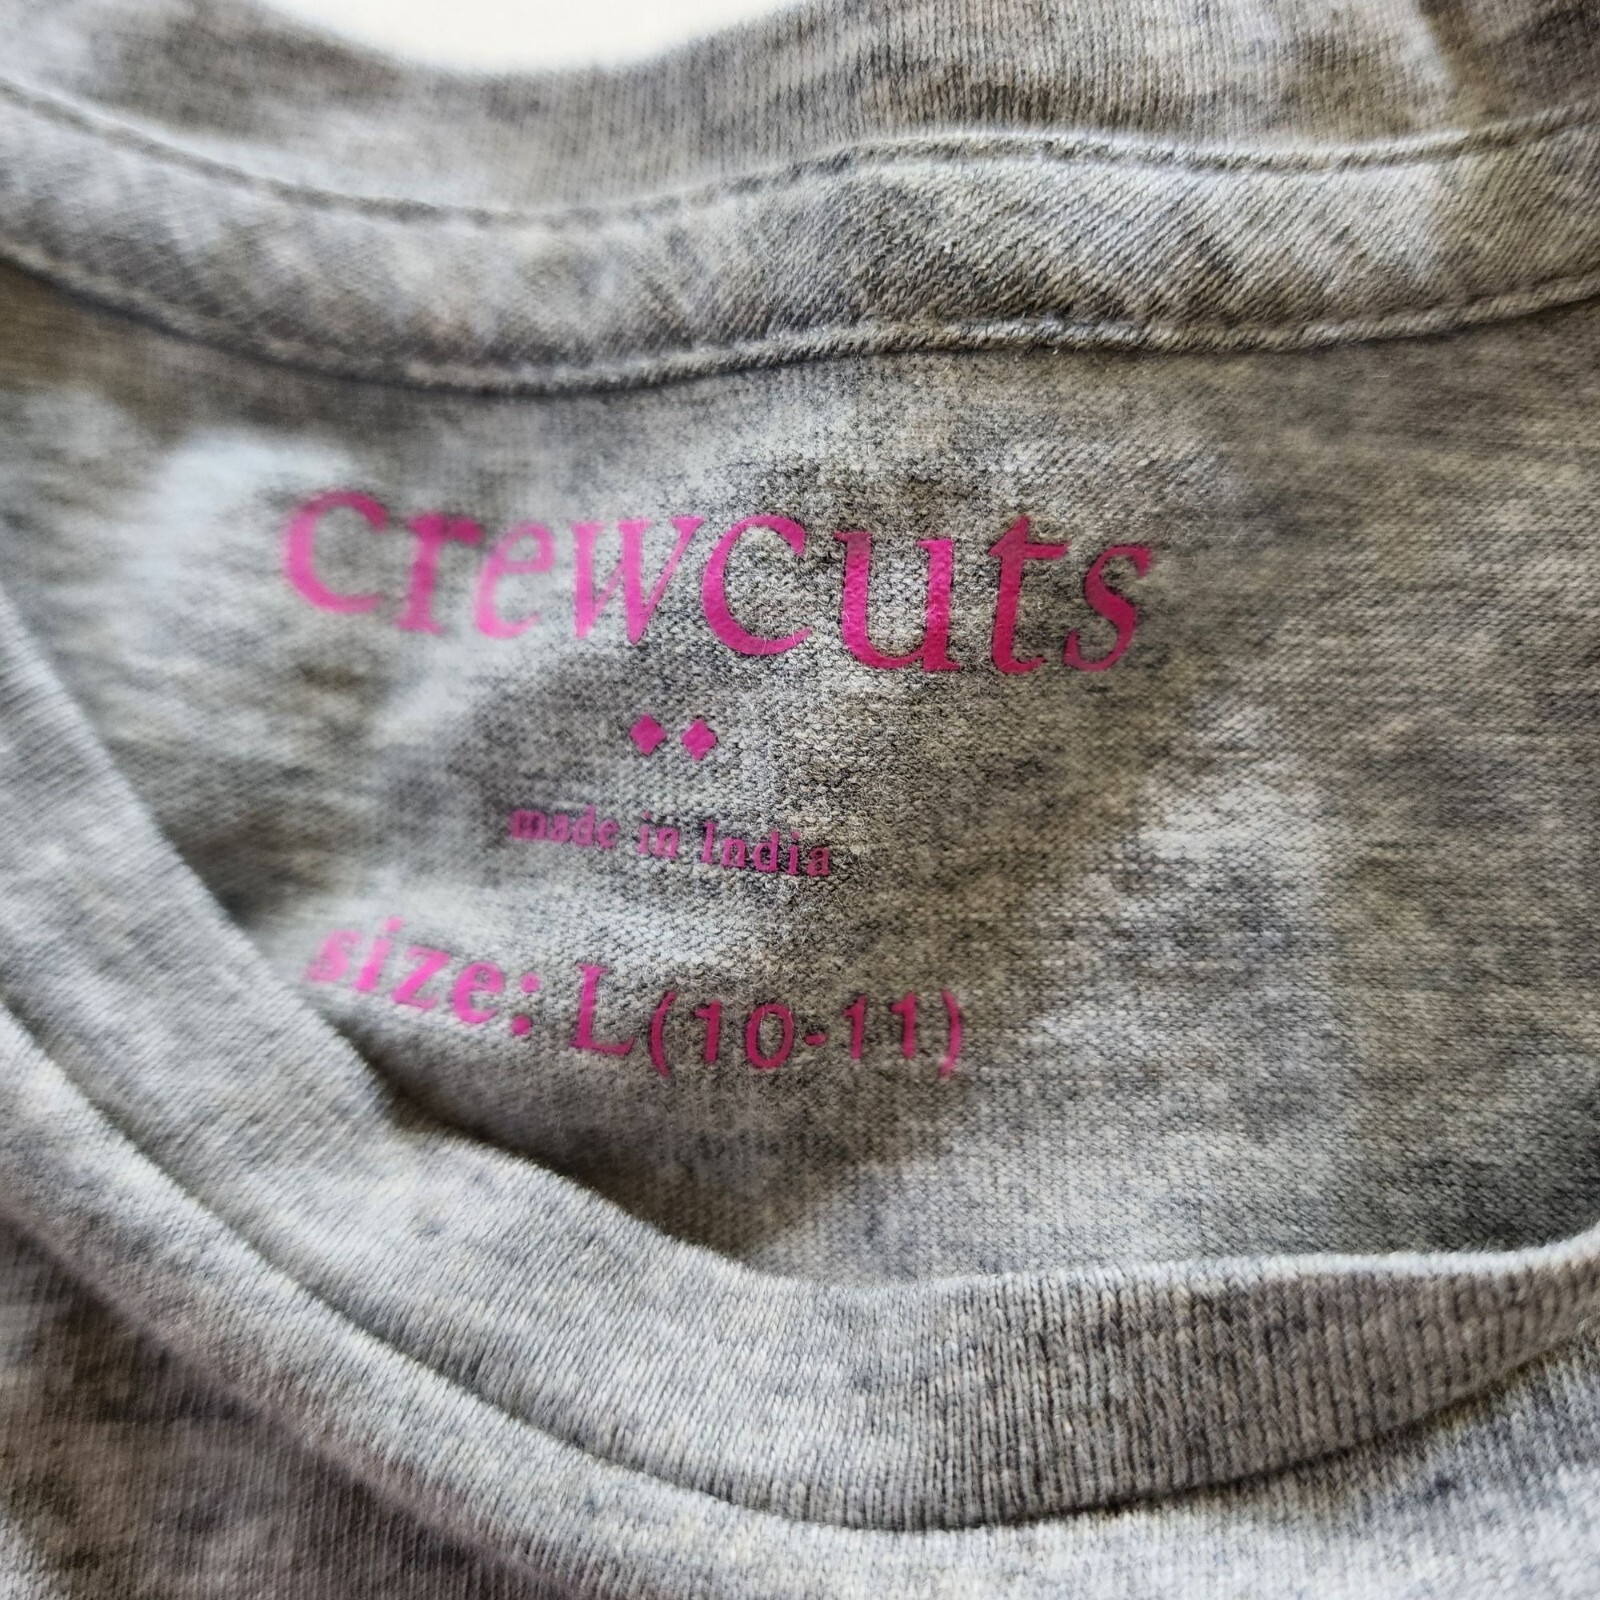 crewcuts
made in India
size: L(10-11)